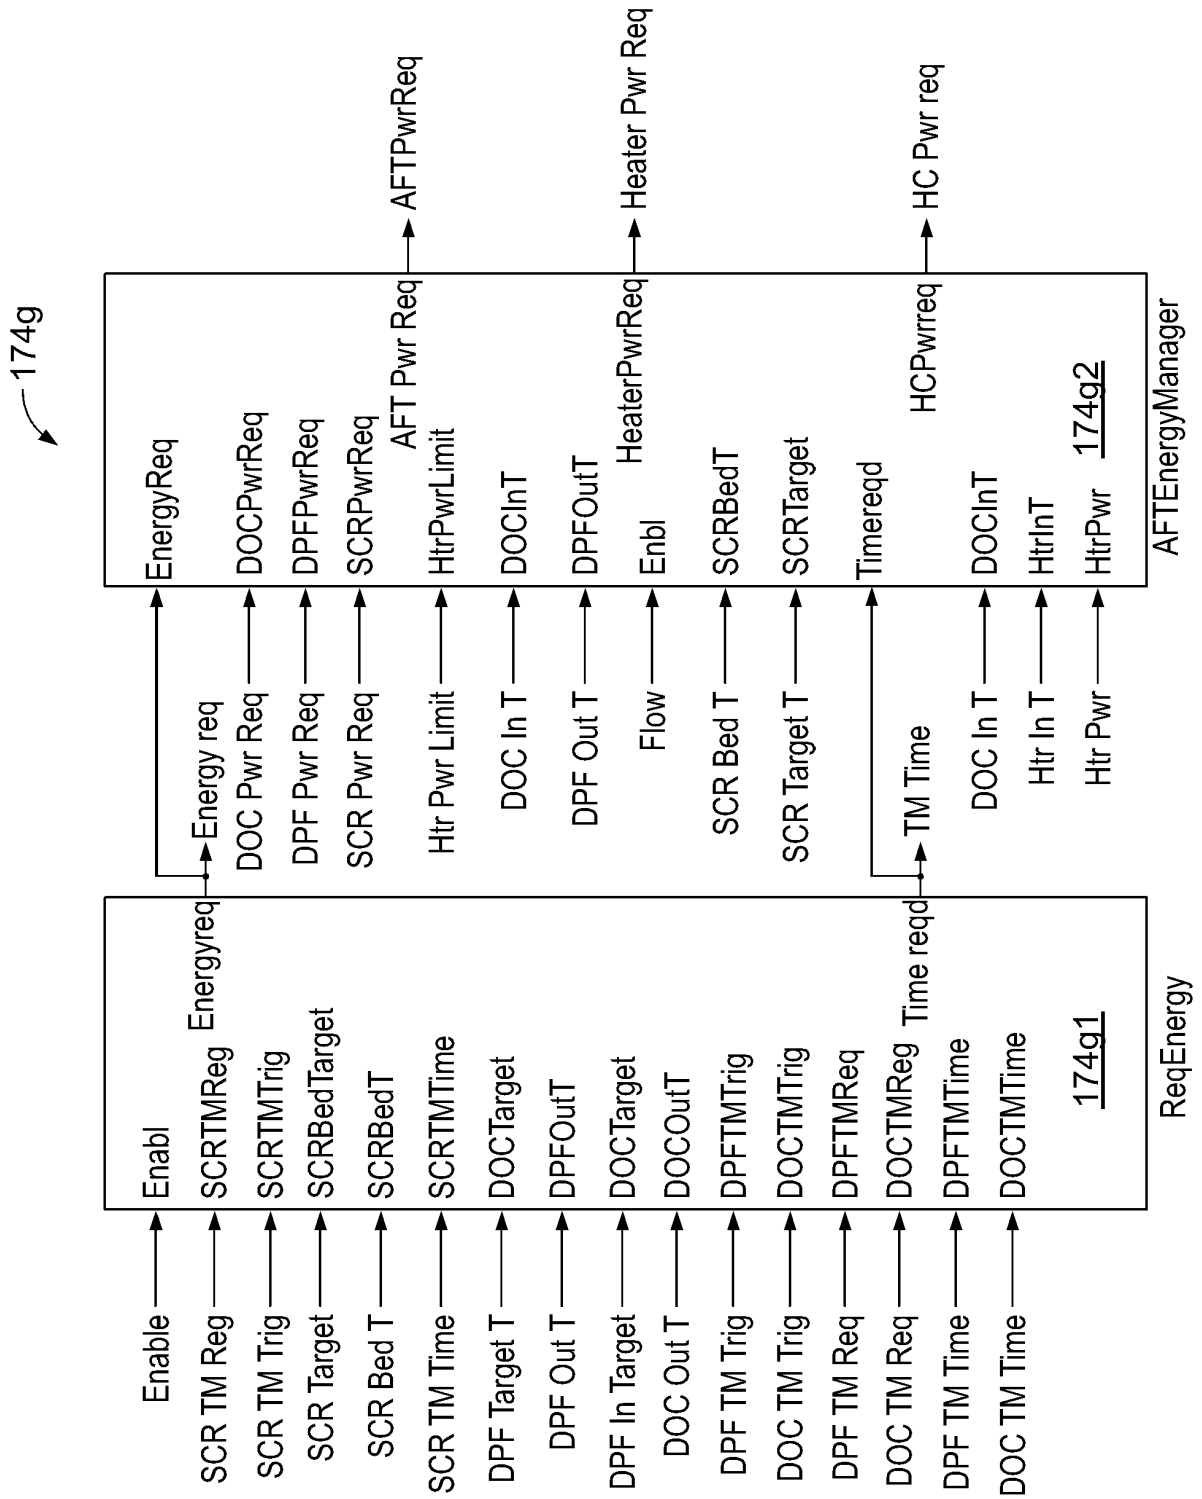 174g
Enable
SCR TM Reg
SCR TM Trig
SCR Target
SCR Bed T
SCR TM Time
DPF Target T
DPF Out T
DPF In Target
DOC Out T
DPF TM Trig
DOC TM Trig
DPF TM Req
DOC TM Req
DPF TM Time
DOC TM Time
Enabl
SCRTMReg
SCRTMTrig
SCRBedTarget
SCRBedT
SCRTMTime
DOCTarget
DPFOutT
DOCTarget
DOCOutT
DPFTMTrig
DOCTMTrig
DPFTMReq
DOCTMReg
DPFTMTime
DOCTMTime
Energyreq
Time reqd
174g1
ReqEnergy
Energy req
DOC Pwr Req
DPF Pwr Req
SCR Pwr Req
Htr Pwr Limit
DOC In T
DPF Out T
Flow
SCR Bed T
SCR Target T
TM Time
DOC In T
Htr In T
Htr Pwr
EnergyReq
DOCPwrReq
DPFPwrReq
SCRPwrReq
HtrPwrLimit
DOCInT
DPFOutT
Enbl
SCRBedT
SCRTarget
Timereqd
DOCInT
HtrInT
HtrPwr
AFT Pwr Req
HeaterPwrReq
HCPwrreq
174g2
AFTEnergyManager
AFTPwrReq
Heater Pwr Req
HC Pwr req